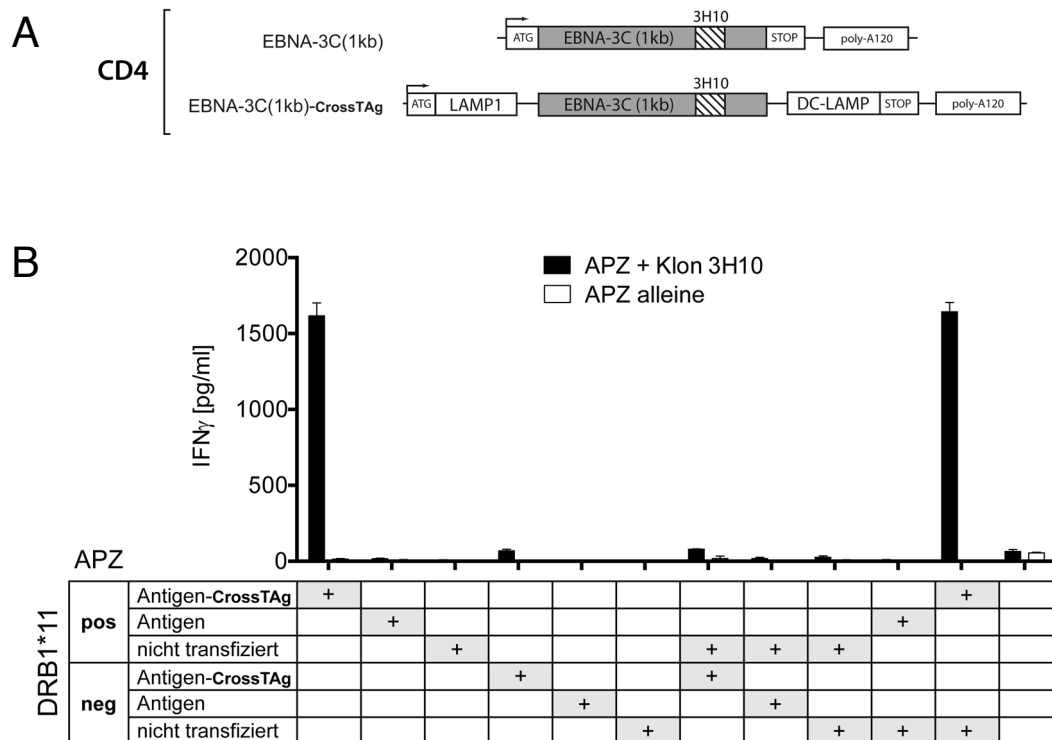 A
CD4
3H10
EBNA-3C(1kb) ATG EBNA-3C (1kb) STOP poly-A120
3H10
EBNA-3C(1kb)-CrossTAg ATG LAMP1 EBNA-3C (1kb) DC-LAMP STOP poly-A120
B
IFNγ [pg/ml]
2000
1500
1000
500
0
APZ + Klon 3H10
APZ alleine
APZ
DRB1*11
pos
Antigen-CrossTAg + +
Antigen + +
nicht transfiziert + + + +
neg
Antigen-CrossTAg + +
Antigen + +
nicht transfiziert + + + +